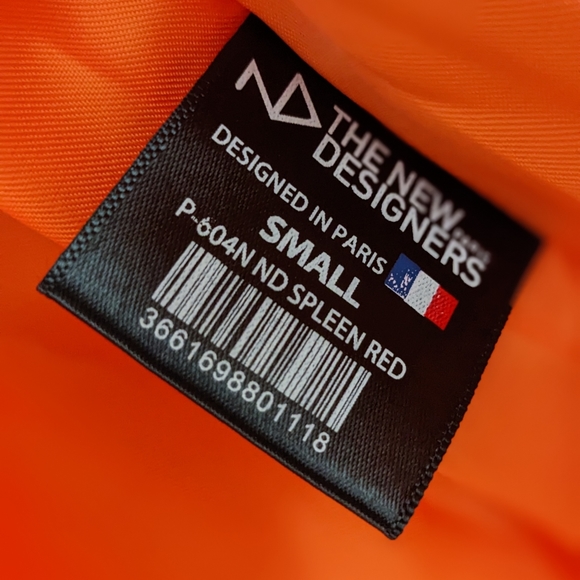 ND
THE NEW
DESIGNERS
DESIGNED IN PARIS
SMALL
P-604N ND SPLEEN RED
3661698801118